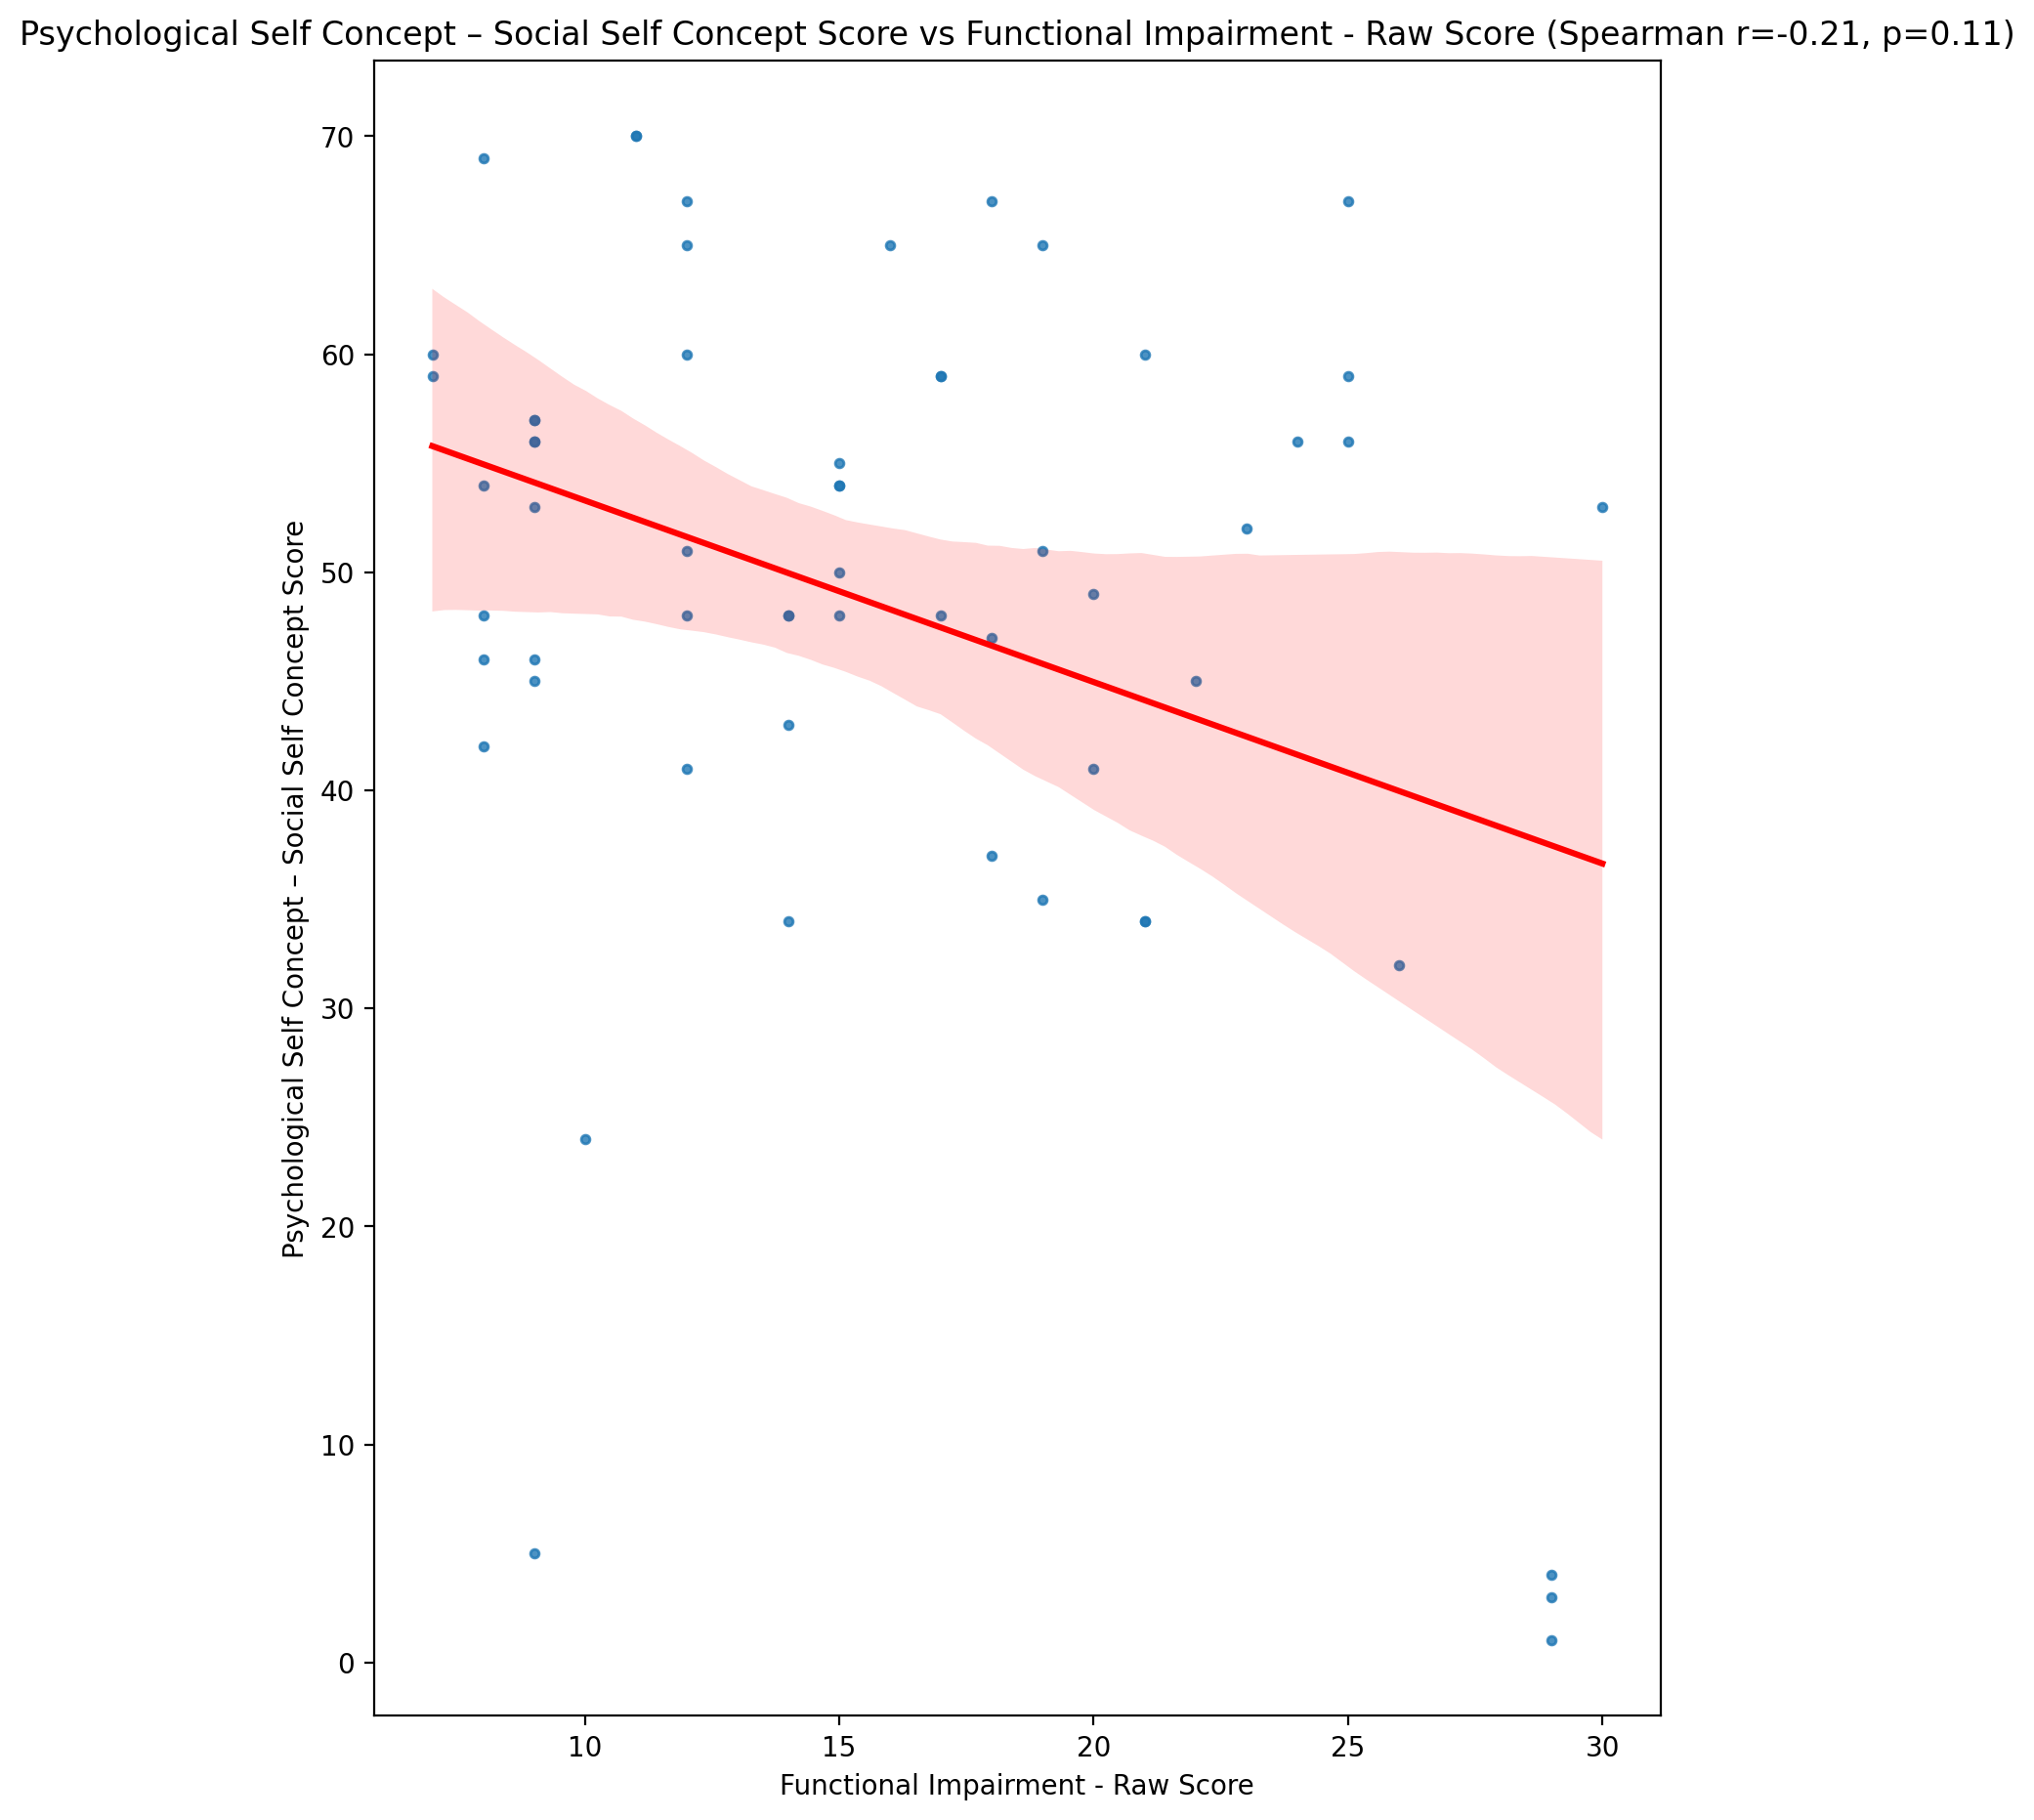 Psychological Self Concept – Social Self Concept Score vs Functional Impairment - Raw Score (Spearman r=-0.21, p=0.11)
Psychological Self Concept – Social Self Concept Score
70
60
50
40
30
20
10
0
10 15 20 25 30
Functional Impairment - Raw Score